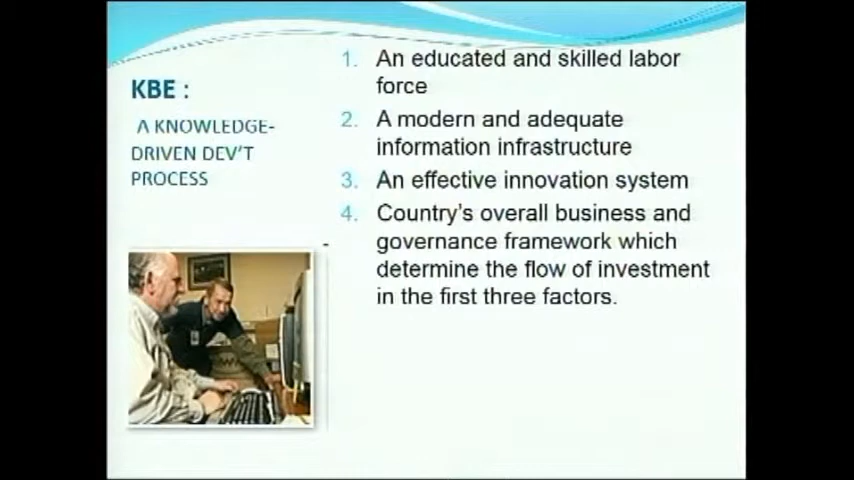 KBE :
A KNOWLEDGE-
DRIVEN DEV'T
PROCESS
1. An educated and skilled labor
force
2. A modern and adequate
information infrastructure
3. An effective innovation system
4. Country's overall business and
governance framework which
determine the flow of investment
in the first three factors.